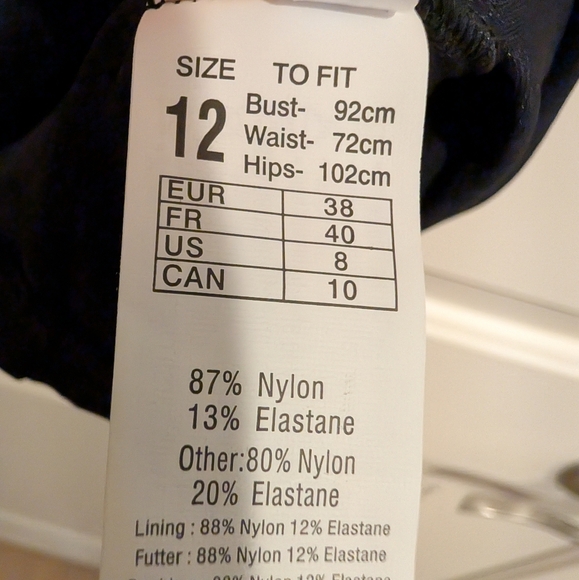 SIZE TO FIT
12 Bust- 92cm
Waist- 72cm
Hips- 102cm
EUR 38
FR 40
US 8
CAN 10
87% Nylon
13% Elastane
Other:80% Nylon
20% Elastane
Lining : 88% Nylon 12% Elastane
Futter : 88% Nylon 12% Elastane